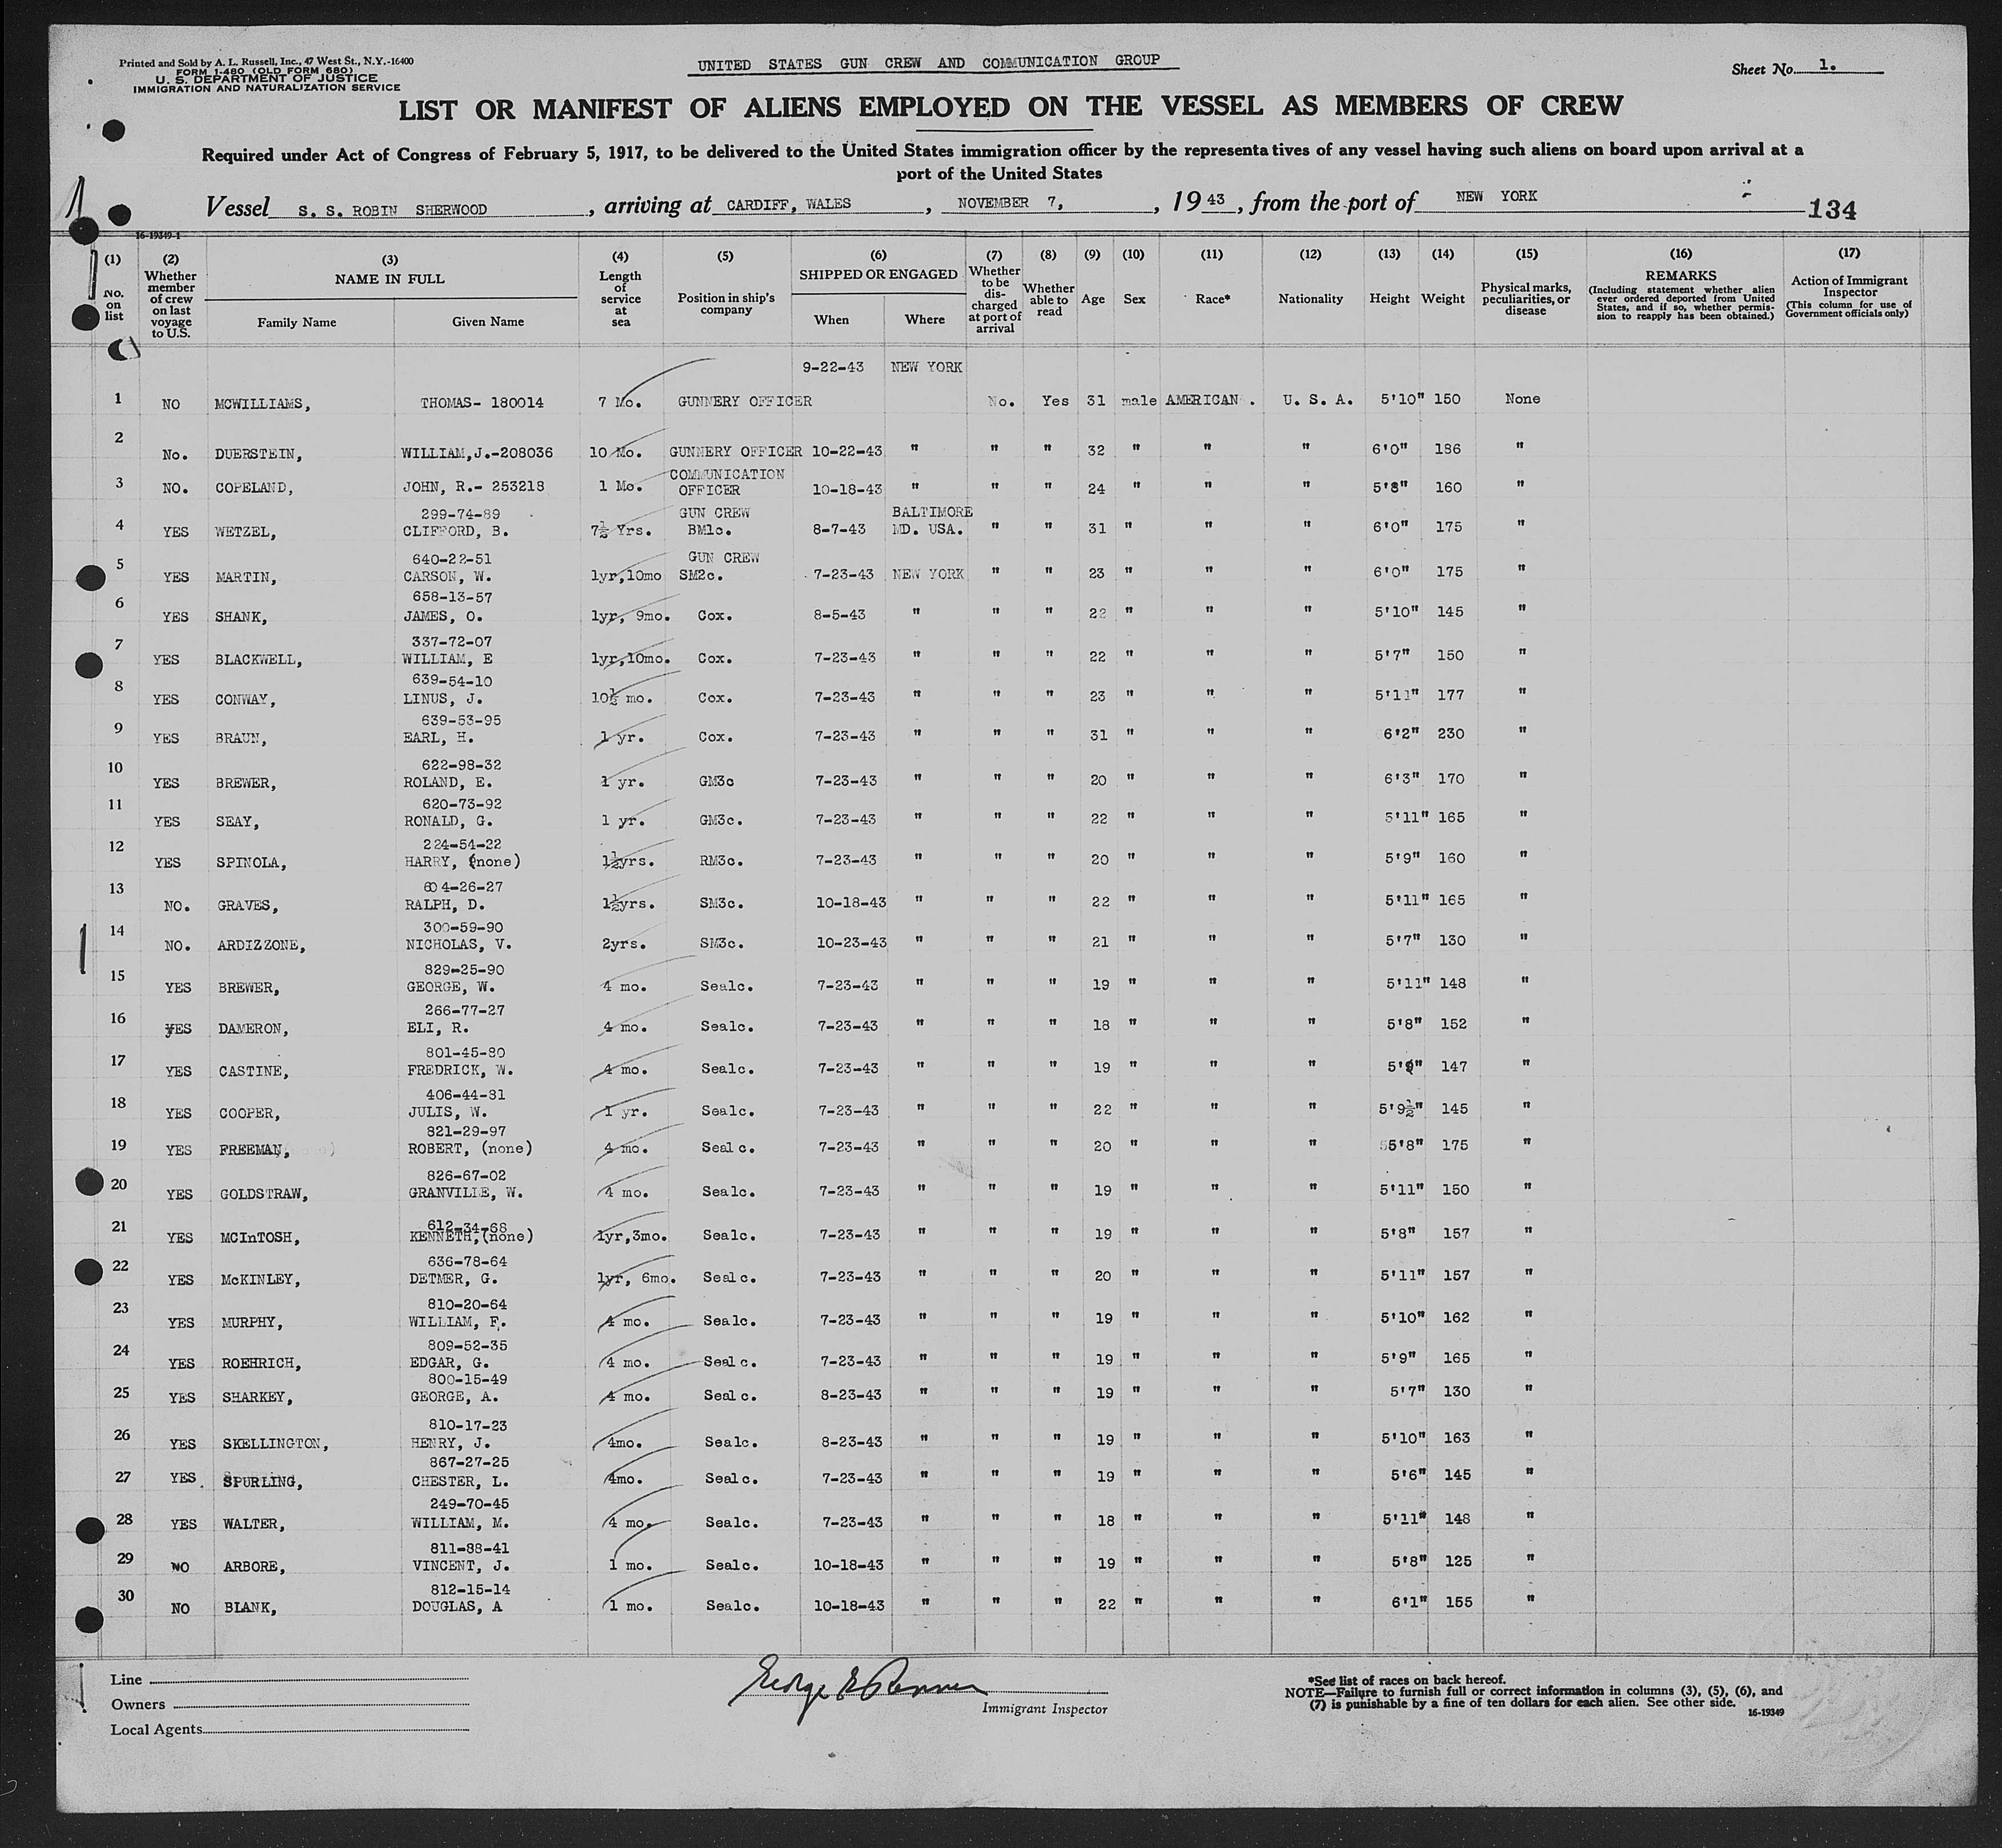 Printed and Sold by A. L. Russell, Inc., 47 West St., N.Y.-16400
FORM I-480 (OLD FORM 680)
U. S. DEPARTMENT OF JUSTICE
IMMIGRATION AND NATURALIZATION SERVICE
UNITED STATES GUN CREW AND COMMUNICATION GROUP
Sheet No. 1.
LIST OR MANIFEST OF ALIENS EMPLOYED ON THE VESSEL AS MEMBERS OF CREW
Required under Act of Congress of February 5, 1917, to be delivered to the United States immigration officer by the representatives of any vessel having such aliens on board upon arrival at a
port of the United States
Vessel S. S. ROBIN SHERWOOD, arriving at CARDIFF, WALES, NOVEMBER 7, , 1943, from the port of NEW YORK 134
16-19349-1
(1) No. on list (2) Whether member of crew on last voyage to U.S. (3) NAME IN FULL Family Name Given Name (4) Length of service at sea (5) Position in ship's company (6) SHIPPED OR ENGAGED When Where (7) Whether to be discharged at port of arrival (8) Whether able to read (9) Age (10) Sex (11) Race* (12) Nationality (13) Height (14) Weight (15) Physical marks, peculiarities, or disease (16) REMARKS (Including statement whether alien ever ordered deported from United States, and if so, whether permission to reapply has been obtained.) (17) Action of Immigrant Inspector (This column for use of Government officials only)
9-22-43 NEW YORK
1 NO MCWILLIAMS, THOMAS- 180014 7 Mo. GUNNERY OFFICER No. Yes 31 male AMERICAN . U. S. A. 5'10" 150 None
2 No. DUERSTEIN, WILLIAM,J.-208036 10 Mo. GUNNERY OFFICER 10-22-43 " " " 32 " " " 6'0" 186 "
COMMUNICATION
3 NO. COPELAND, JOHN, R.- 253218 1 Mo. OFFICER 10-18-43 " " " 24 " " " 5'8" 160 "
299-74-89 GUN CREW BALTIMORE
4 YES WETZEL, CLIFFORD, B. 7½ Yrs. BM1c. 8-7-43 MD. USA. " " 31 " " " 6'0" 175 "
640-22-51 GUN CREW
5 YES MARTIN, CARSON, W. 1yr,10mo SM2c. 7-23-43 NEW YORK " " 23 " " " 6'0" 175 "
658-13-57
6 YES SHANK, JAMES, O. 1yr, 9mo. Cox. 8-5-43 " " " 22 " " " 5'10" 145 "
337-72-07
7 YES BLACKWELL, WILLIAM, E 1yr,10mo. Cox. 7-23-43 " " " 22 " " " 5'7" 150 "
639-54-10
8 YES CONWAY, LINUS, J. 10½ mo. Cox. 7-23-43 " " " 23 " " " 5'11" 177 "
639-53-95
9 YES BRAUN, EARL, H. 1 yr. Cox. 7-23-43 " " " 31 " " " 6'2" 230 "
622-98-32
10 YES BREWER, ROLAND, E. 1 yr. GM3c 7-23-43 " " " 20 " " " 6'3" 170 "
620-73-92
11 YES SEAY, RONALD, G. 1 yr. GM3c. 7-23-43 " " " 22 " " " 5'11" 165 "
224-54-22
12 YES SPINOLA, HARRY, (none) 1½yrs. RM3c. 7-23-43 " " " 20 " " " 5'9" 160 "
604-26-27
13 NO. GRAVES, RALPH, D. 1½yrs. SM3c. 10-18-43 " " " 22 " " " 5'11" 165 "
300-59-90
14 NO. ARDIZZONE, NICHOLAS, V. 2yrs. SM3c. 10-23-43 " " " 21 " " " 5'7" 130 "
829-25-90
15 YES BREWER, GEORGE, W. 4 mo. Sea1c. 7-23-43 " " " 19 " " " 5'11" 148 "
266-77-27
16 YES DAMERON, ELI, R. 4 mo. Sea1c. 7-23-43 " " " 18 " " " 5'8" 152 "
801-45-80
17 YES CASTINE, FREDRICK, W. 4 mo. Sea1c. 7-23-43 " " " 19 " " " 5'9" 147 "
406-44-81
18 YES COOPER, JULIS, W. 1 yr. Sea1c. 7-23-43 " " " 22 " " " 5'9½" 145 "
821-29-97
19 YES FREEMAN, ROBERT, (none) 4 mo. Sea1c. 7-23-43 " " " 20 " " " 5'8" 175 "
826-67-02
20 YES GOLDSTRAW, GRANVILLE, W. 4 mo. Sea1c. 7-23-43 " " " 19 " " " 5'11" 150 "
612-34-68
21 YES MCInTOSH, KENNETH,(none) 1yr,3mo. Sea1c. 7-23-43 " " " 19 " " " 5'8" 157 "
636-78-64
22 YES McKINLEY, DETMER, G. 1yr, 6mo. Sea1c. 7-23-43 " " " 20 " " " 5'11" 157 "
810-20-64
23 YES MURPHY, WILLIAM, F. 4 mo. Sea1c. 7-23-43 " " " 19 " " " 5'10" 162 "
809-52-35
24 YES ROEHRICH, EDGAR, G. 4 mo. Sea1c. 7-23-43 " " " 19 " " " 5'9" 165 "
800-15-49
25 YES SHARKEY, GEORGE, A. 4 mo. Sea1c. 8-23-43 " " " 19 " " " 5'7" 130 "
810-17-23
26 YES SKELLINGTON, HENRY, J. 4mo. Sea1c. 8-23-43 " " " 19 " " " 5'10" 163 "
867-27-25
27 YES. SPURLING, CHESTER, L. 4mo. Sea1c. 7-23-43 " " " 19 " " " 5'6" 145 "
249-70-45
28 YES WALTER, WILLIAM, M. 4 mo. Sea1c. 7-23-43 " " " 18 " " " 5'11" 148 "
811-88-41
29 NO ARBORE, VINCENT, J. 1 mo. Sea1c. 10-18-43 " " " 19 " " " 5'8" 125 "
812-15-14
30 NO BLANK, DOUGLAS, A 1 mo. Sea1c. 10-18-43 " " " 22 " " " 6'1" 155 "
Line
Owners
Local Agents
George
Immigrant Inspector
*See list of races on back hereof.
NOTE—Failure to furnish full or correct information in columns (3), (5), (6), and
(7) is punishable by a fine of ten dollars for each alien. See other side.
16-19349